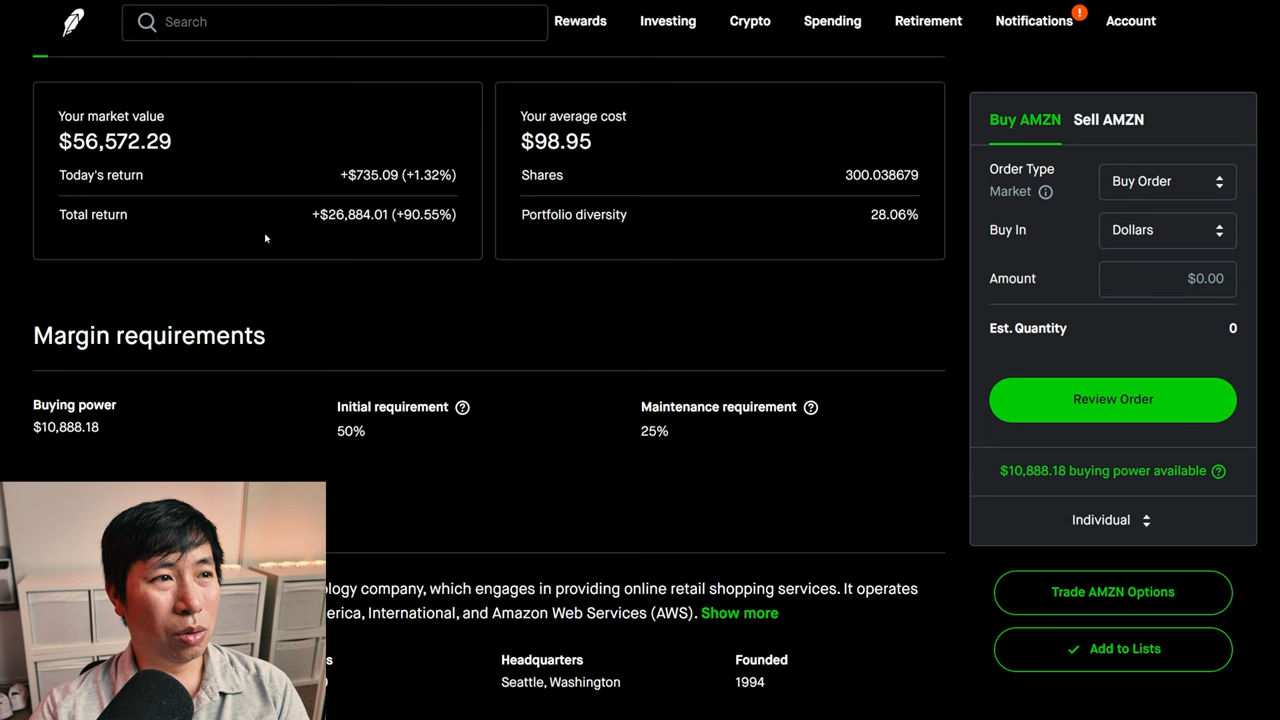 Search
Rewards
Investing
Crypto
Spending
Retirement
Notifications
!
Account
Your market value
$56,572.29
Today's return +$735.09 (+1.32%)
Total return +$26,884.01 (+90.55%)
Your average cost
$98.95
Shares 300.038679
Portfolio diversity 28.06%
Buy AMZN Sell AMZN
Order Type
Market
Buy Order
Buy In Dollars
Amount $0.00
Est. Quantity 0
Review Order
$10,888.18 buying power available
Individual
Trade AMZN Options
Add to Lists
Margin requirements
Buying power
$10,888.18
Initial requirement
50%
Maintenance requirement
25%
ology company, which engages in providing online retail shopping services. It operates
erica, International, and Amazon Web Services (AWS). Show more
Headquarters
Seattle, Washington
Founded
1994